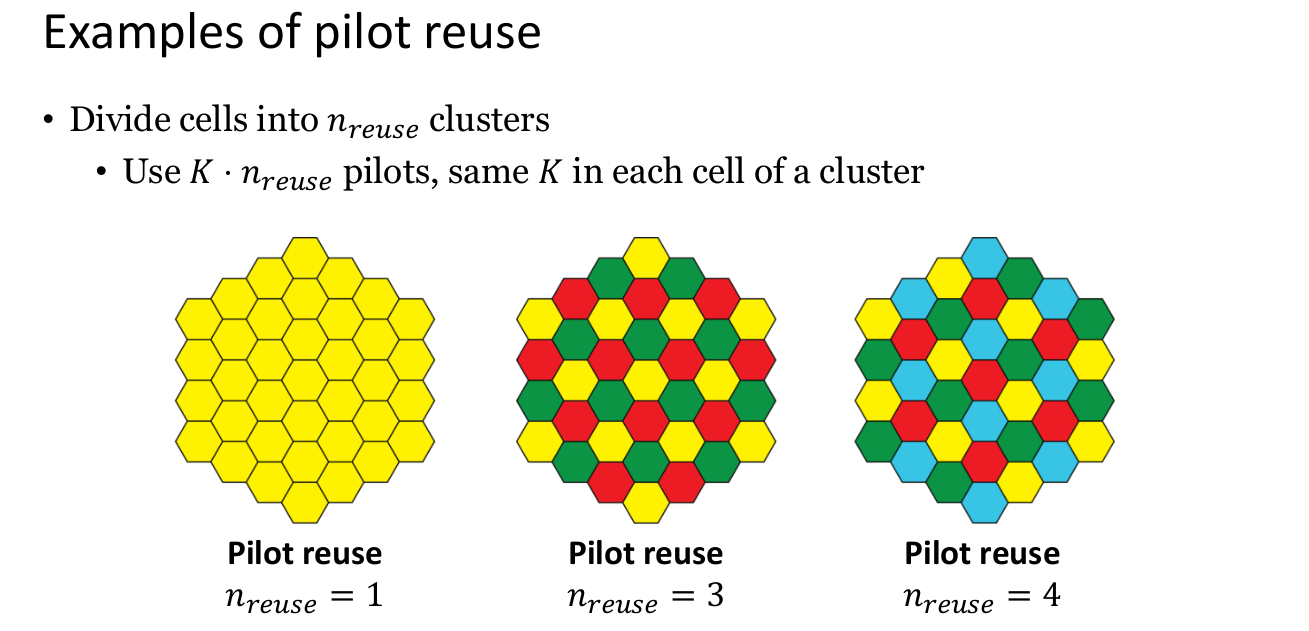 Examples of pilot reuse
• Divide cells into n_reuse clusters
• Use K · n_reuse pilots, same K in each cell of a cluster
Pilot reuse
n_reuse = 1
Pilot reuse
n_reuse = 3
Pilot reuse
n_reuse = 4